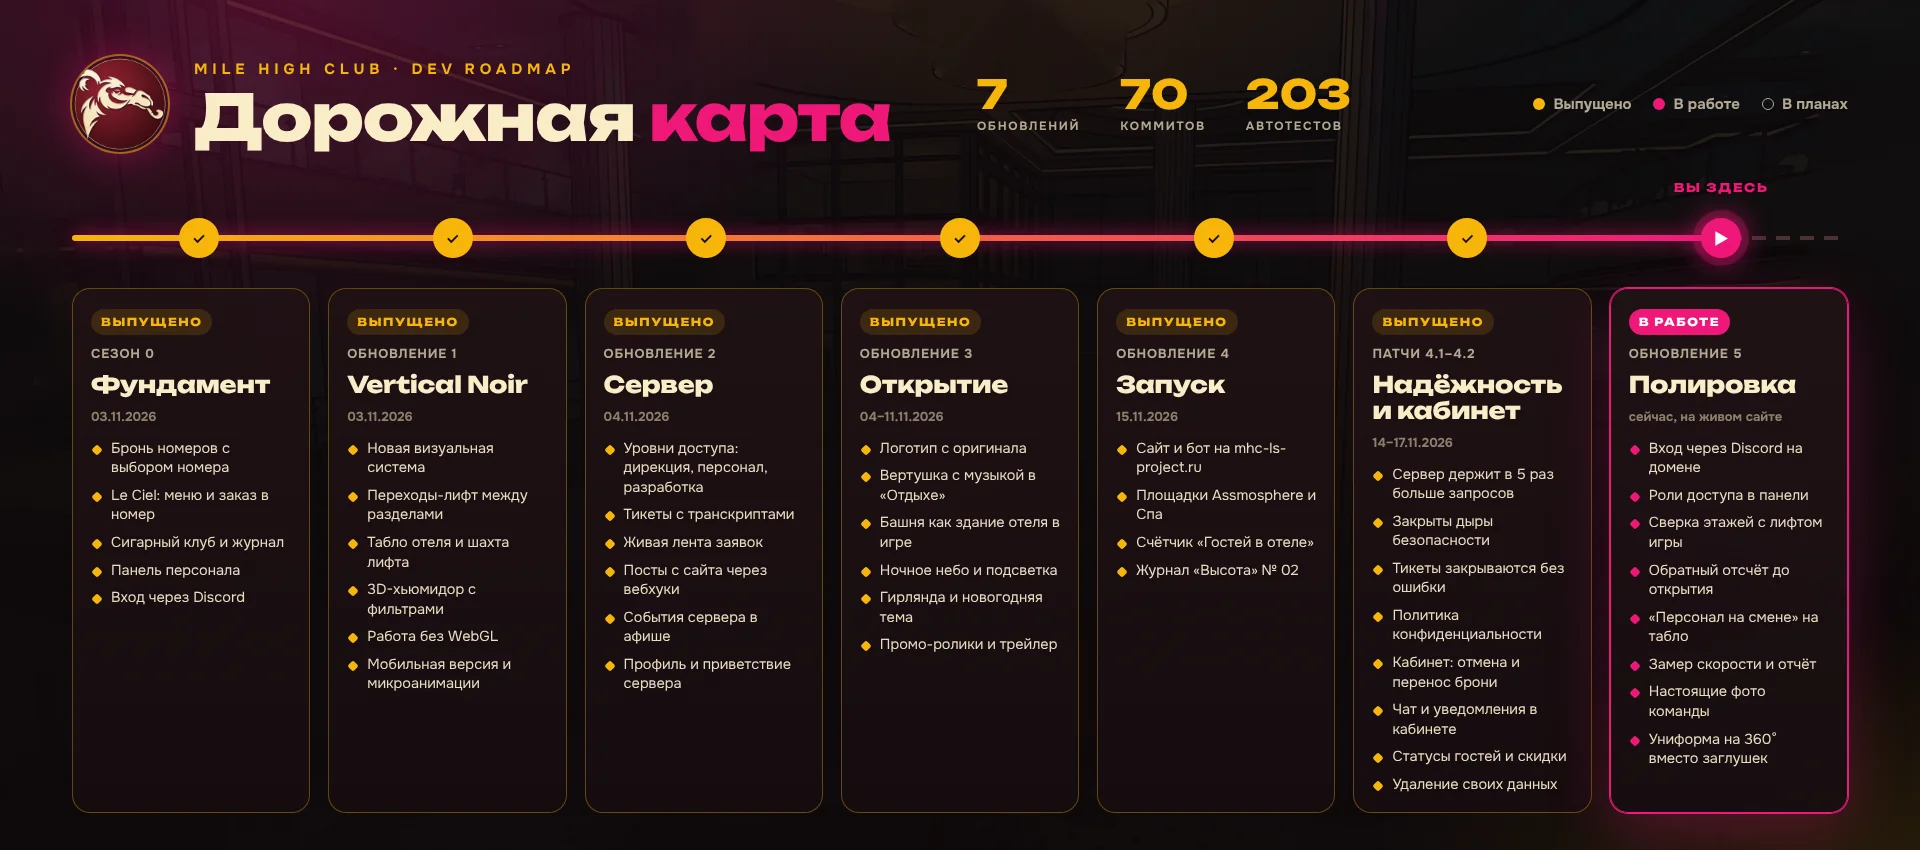 MILE HIGH CLUB · DEV ROADMAP
Дорожная карта
7
ОБНОВЛЕНИЙ
70
КОММИТОВ
203
АВТОТЕСТОВ
Выпущено
В работе
В планах
ВЫ ЗДЕСЬ
ВЫПУЩЕНО
СЕЗОН 0
Фундамент
03.11.2026
Бронь номеров с
выбором номера
Le Ciel: меню и заказ в
номер
Сигарный клуб и журнал
Панель персонала
Вход через Discord
ВЫПУЩЕНО
ОБНОВЛЕНИЕ 1
Vertical Noir
03.11.2026
Новая визуальная
система
Переходы-лифт между
разделами
Табло отеля и шахта
лифта
3D-хьюмидор с
фильтрами
Работа без WebGL
Мобильная версия и
микроанимации
ВЫПУЩЕНО
ОБНОВЛЕНИЕ 2
Сервер
04.11.2026
Уровни доступа:
дирекция, персонал,
разработка
Тикеты с транскриптами
Живая лента заявок
Посты с сайта через
вебхуки
События сервера в
афише
Профиль и приветствие
сервера
ВЫПУЩЕНО
ОБНОВЛЕНИЕ 3
Открытие
04–11.11.2026
Логотип с оригинала
Вертушка с музыкой в
«Отдыхе»
Башня как здание отеля в
игре
Ночное небо и подсветка
Гирлянда и новогодняя
тема
Промо-ролики и трейлер
ВЫПУЩЕНО
ОБНОВЛЕНИЕ 4
Запуск
15.11.2026
Сайт и бот на mhc-ls-
project.ru
Площадки Assmosphere и
Спа
Счётчик «Гостей в отеле»
Журнал «Высота» № 02
ВЫПУЩЕНО
ПАТЧИ 4.1–4.2
Надёжность
и кабинет
14–17.11.2026
Сервер держит в 5 раз
больше запросов
Закрыты дыры
безопасности
Тикеты закрываются без
ошибки
Политика
конфиденциальности
Кабинет: отмена и
перенос брони
Чат и уведомления в
кабинете
Статусы гостей и скидки
Удаление своих данных
В РАБОТЕ
ОБНОВЛЕНИЕ 5
Полировка
сейчас, на живом сайте
Вход через Discord на
домене
Роли доступа в панели
Сверка этажей с лифтом
игры
Обратный отсчёт до
открытия
«Персонал на смене» на
табло
Замер скорости и отчёт
Настоящие фото
команды
Униформа на 360°
вместо заглушек